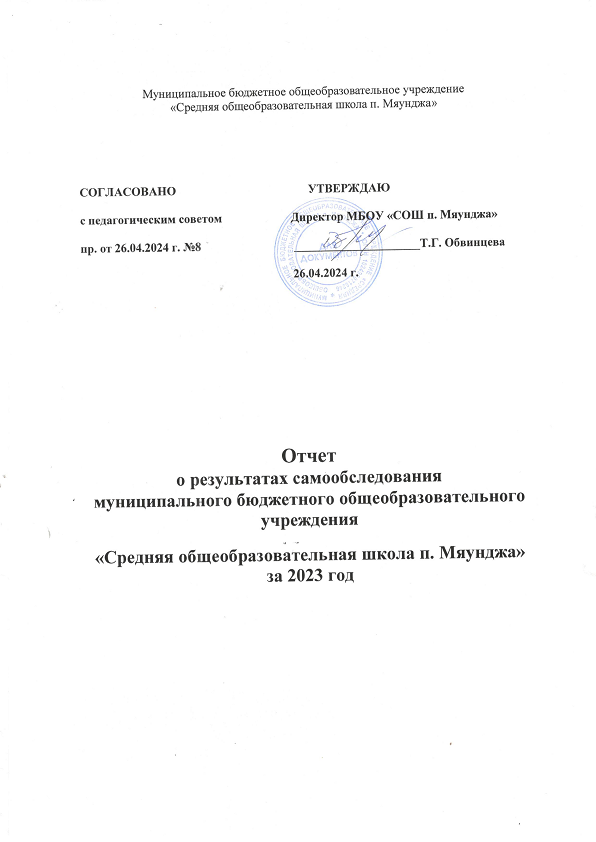 Муниципальное бюджетное общеобразовательное учреждение
«Средняя общеобразовательная школа п. Мяунджа»
СОГЛАСОВАНО
с педагогическим советом
пр. от 26.04.2024 г. №8
УТВЕРЖДАЮ
Директор МБОУ «СОШ п. Мяунджа»
Т.Г. Обвинцева
26.04.2024 г.
ДОКУМЕНТОВ
Отчет
о результатах самообследования
муниципального бюджетного общеобразовательного
учреждения
«Средняя общеобразовательная школа п. Мяунджа»
за 2023 год